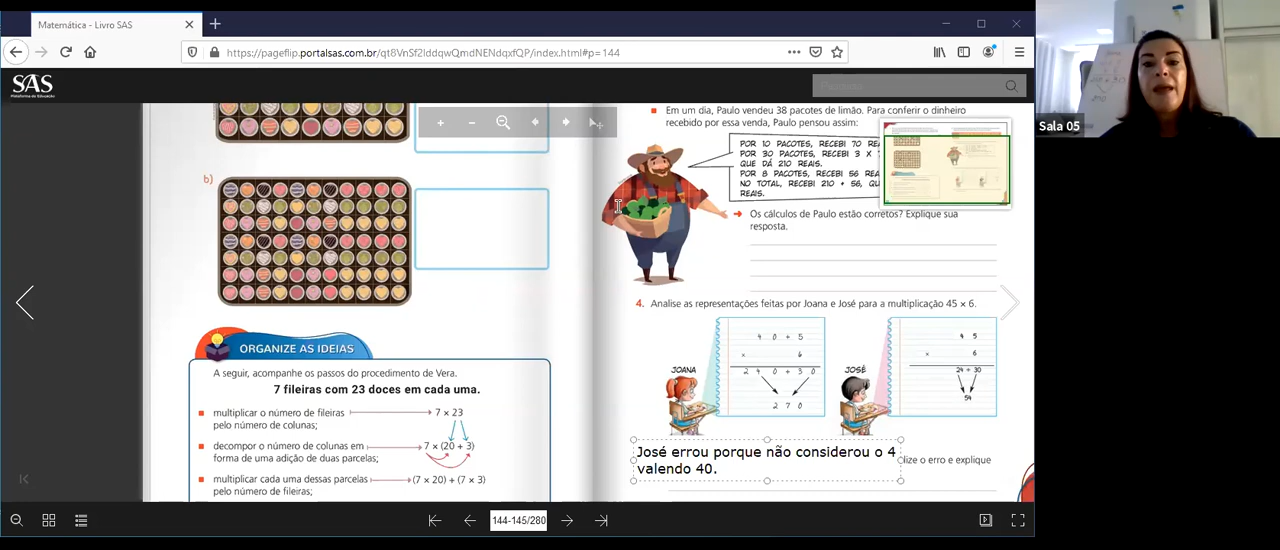 Matemática - Livro SAS
https://pageflip.portalsas.com.br/qt8VnSf2lddqwQmdNENdqxfQP/index.html#p=144
SAS
Sala 05
b)
ORGANIZE AS IDEIAS
A seguir, acompanhe os passos do procedimento de Vera.
7 fileiras com 23 doces em cada uma.
multiplicar o número de fileiras
pelo número de colunas;
7 × 23
decompor o número de colunas em
forma de uma adição de duas parcelas;
7 × (20 + 3)
multiplicar cada uma dessas parcelas
pelo número de fileiras;
(7 × 20) + (7 × 3)
Em um dia, Paulo vendeu 38 pacotes de limão. Para conferir o dinheiro
recebido por essa venda, Paulo pensou assim:
POR 10 PACOTES, RECEBI 70 REA
POR 30 PACOTES, RECEBI 3 X
QUE DÁ 210 REAIS.
POR 8 PACOTES, RECEBI 56 REA
NO TOTAL, RECEBI 210 + 56, QU
REAIS.
Os cálculos de Paulo estão corretos? Explique sua
resposta.
4. Analise as representações feitas por Joana e José para a multiplicação 45 × 6.
JOANA
4 0 + 5
× 6
2 4 0 + 3 0
2 7 0
JOSÉ
4 5
× 6
24 + 30
54
José errou porque não considerou o 4
valendo 40.
lize o erro e explique
144-145/280